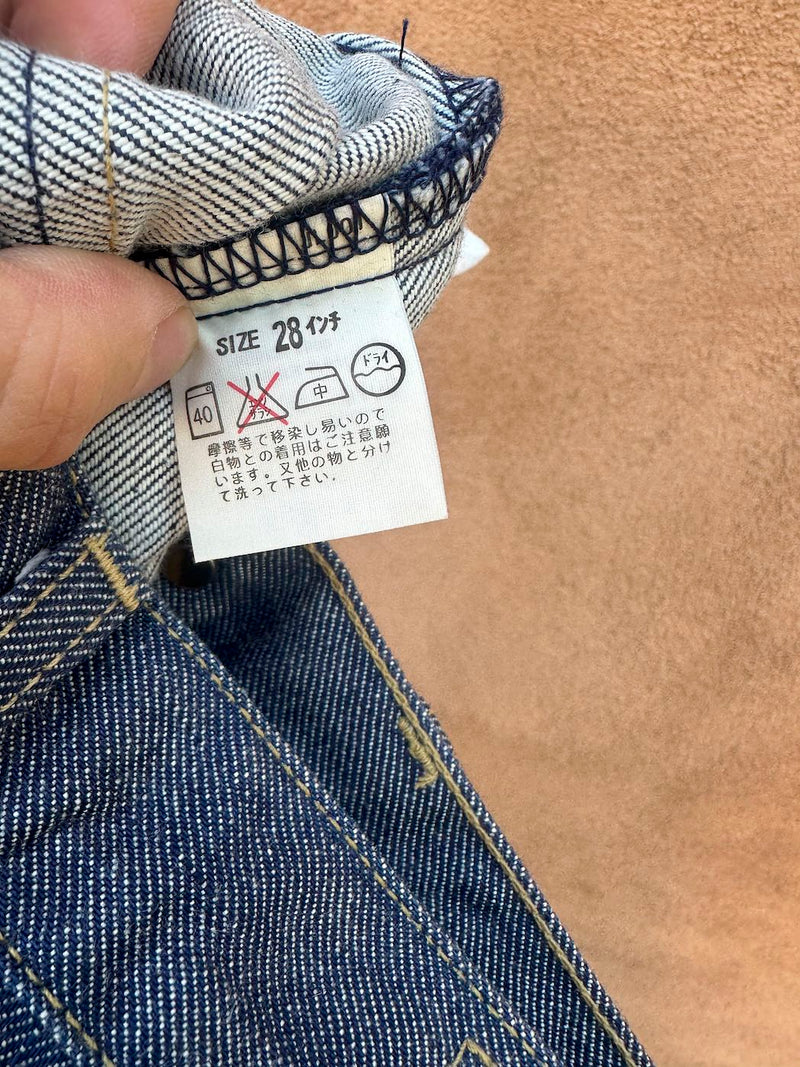 SIZE 28インチ
40
中
ドライ
摩擦等で移染し易いので
白物との着用はご注意願
います。又他の物と分け
て洗って下さい.